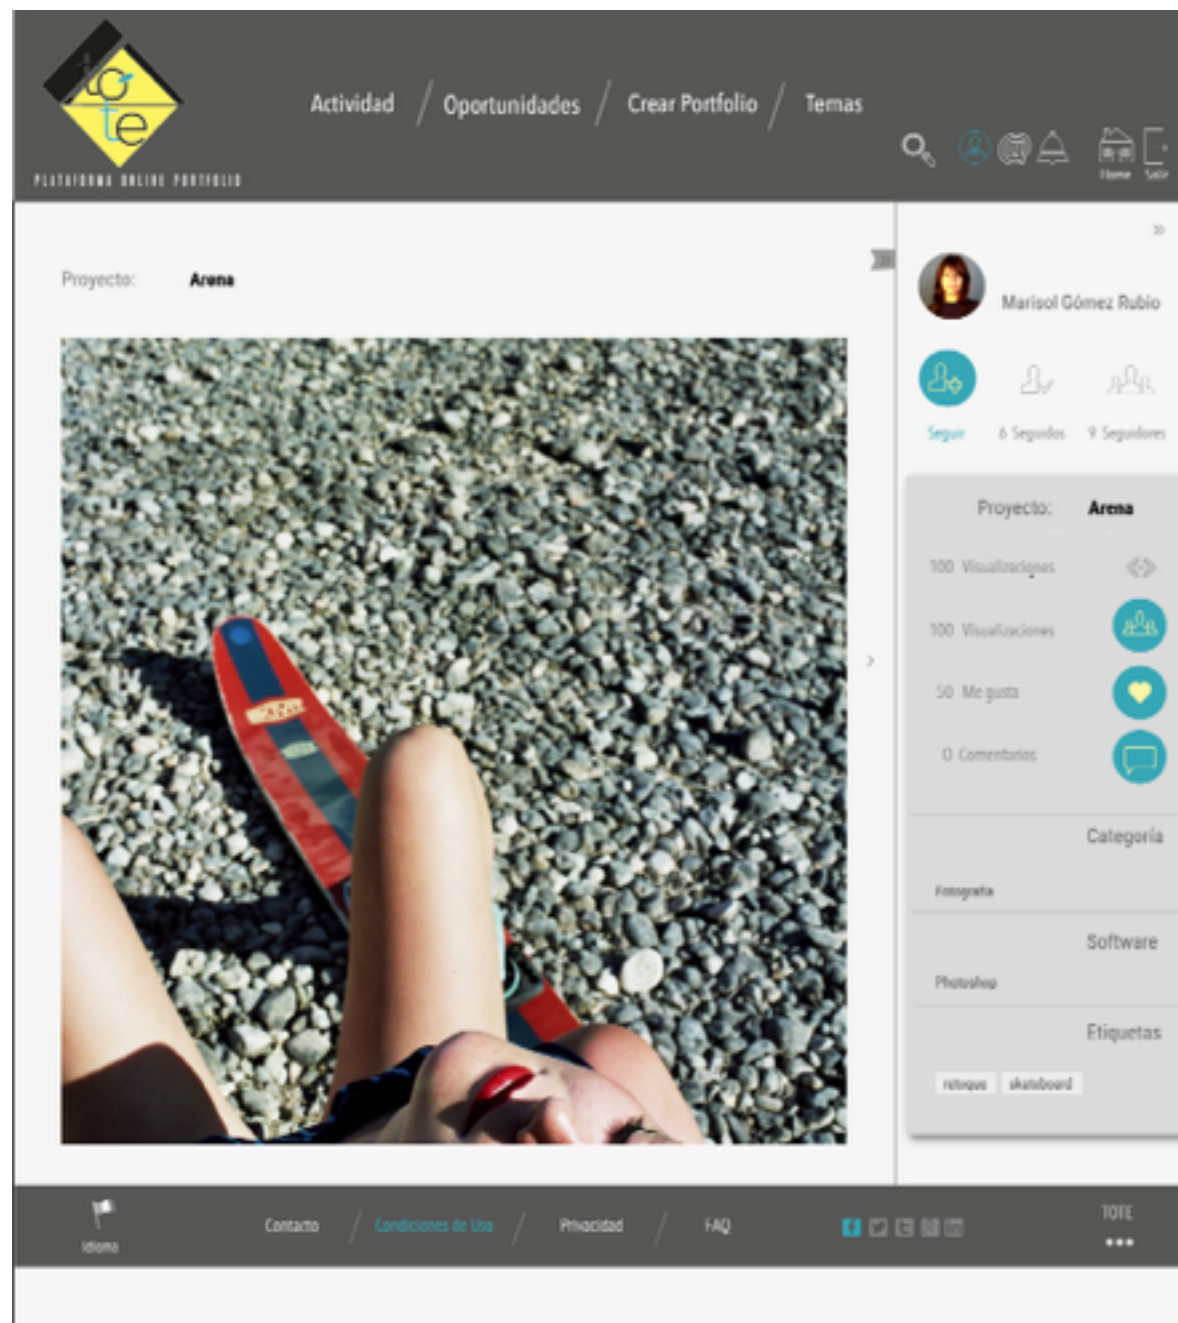 tote
PLATAFORMA ONLINE PORTFOLIO
Actividad / Oportunidades / Crear Portfolio / Temas
Home Salir
Proyecto: Arena
Marisol Gómez Rubio
Seguir 6 Seguidos 9 Seguidores
Proyecto: Arena
100 Visualizaciones
100 Visualizaciones
50 Me gusta
0 Comentarios
Categoría
Fotografía
Software
Photoshop
Etiquetas
retoque skateboard
Idioma
Contacto / Condiciones de Uso / Privacidad / FAQ
TOTE